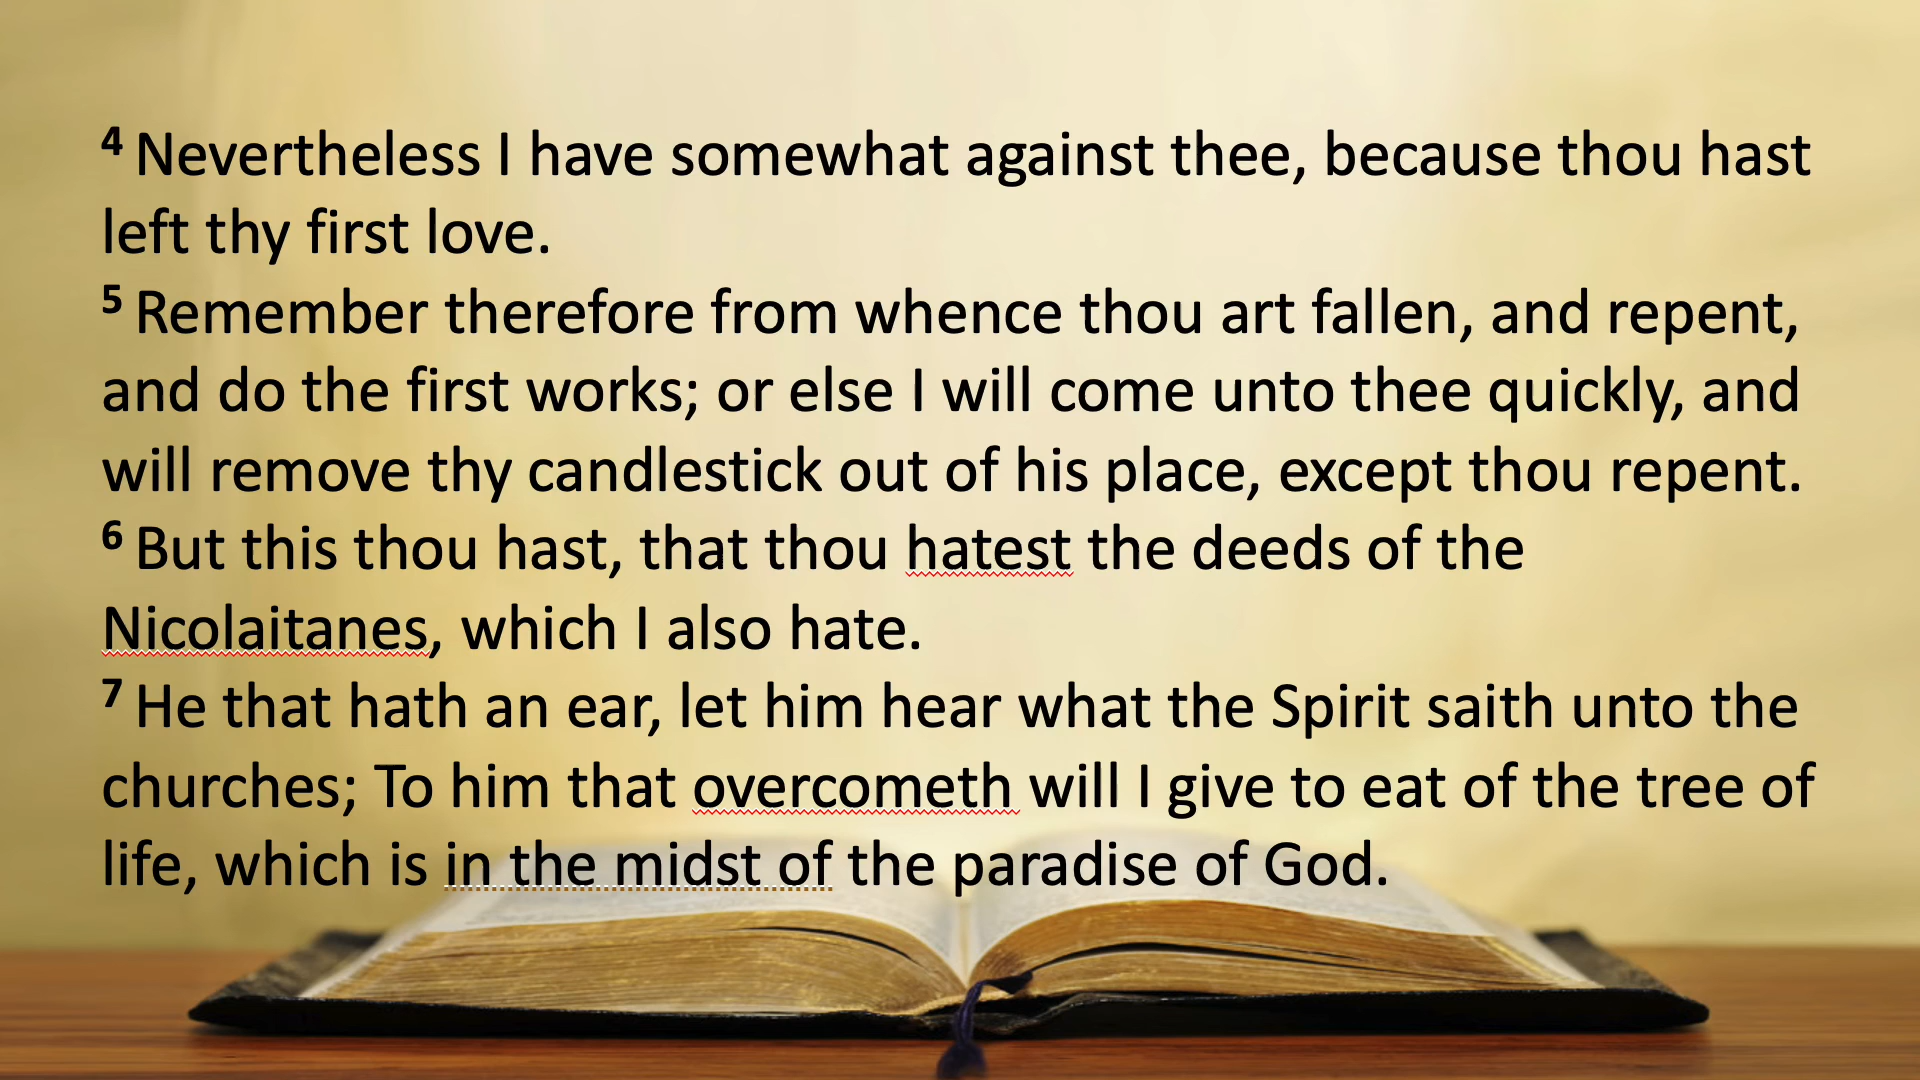 4 Nevertheless I have somewhat against thee, because thou hast
left thy first love.
5 Remember therefore from whence thou art fallen, and repent,
and do the first works; or else I will come unto thee quickly, and
will remove thy candlestick out of his place, except thou repent.
6 But this thou hast, that thou hatest the deeds of the
Nicolaitanes, which I also hate.
7 He that hath an ear, let him hear what the Spirit saith unto the
churches; To him that overcometh will I give to eat of the tree of
life, which is in the midst of the paradise of God.